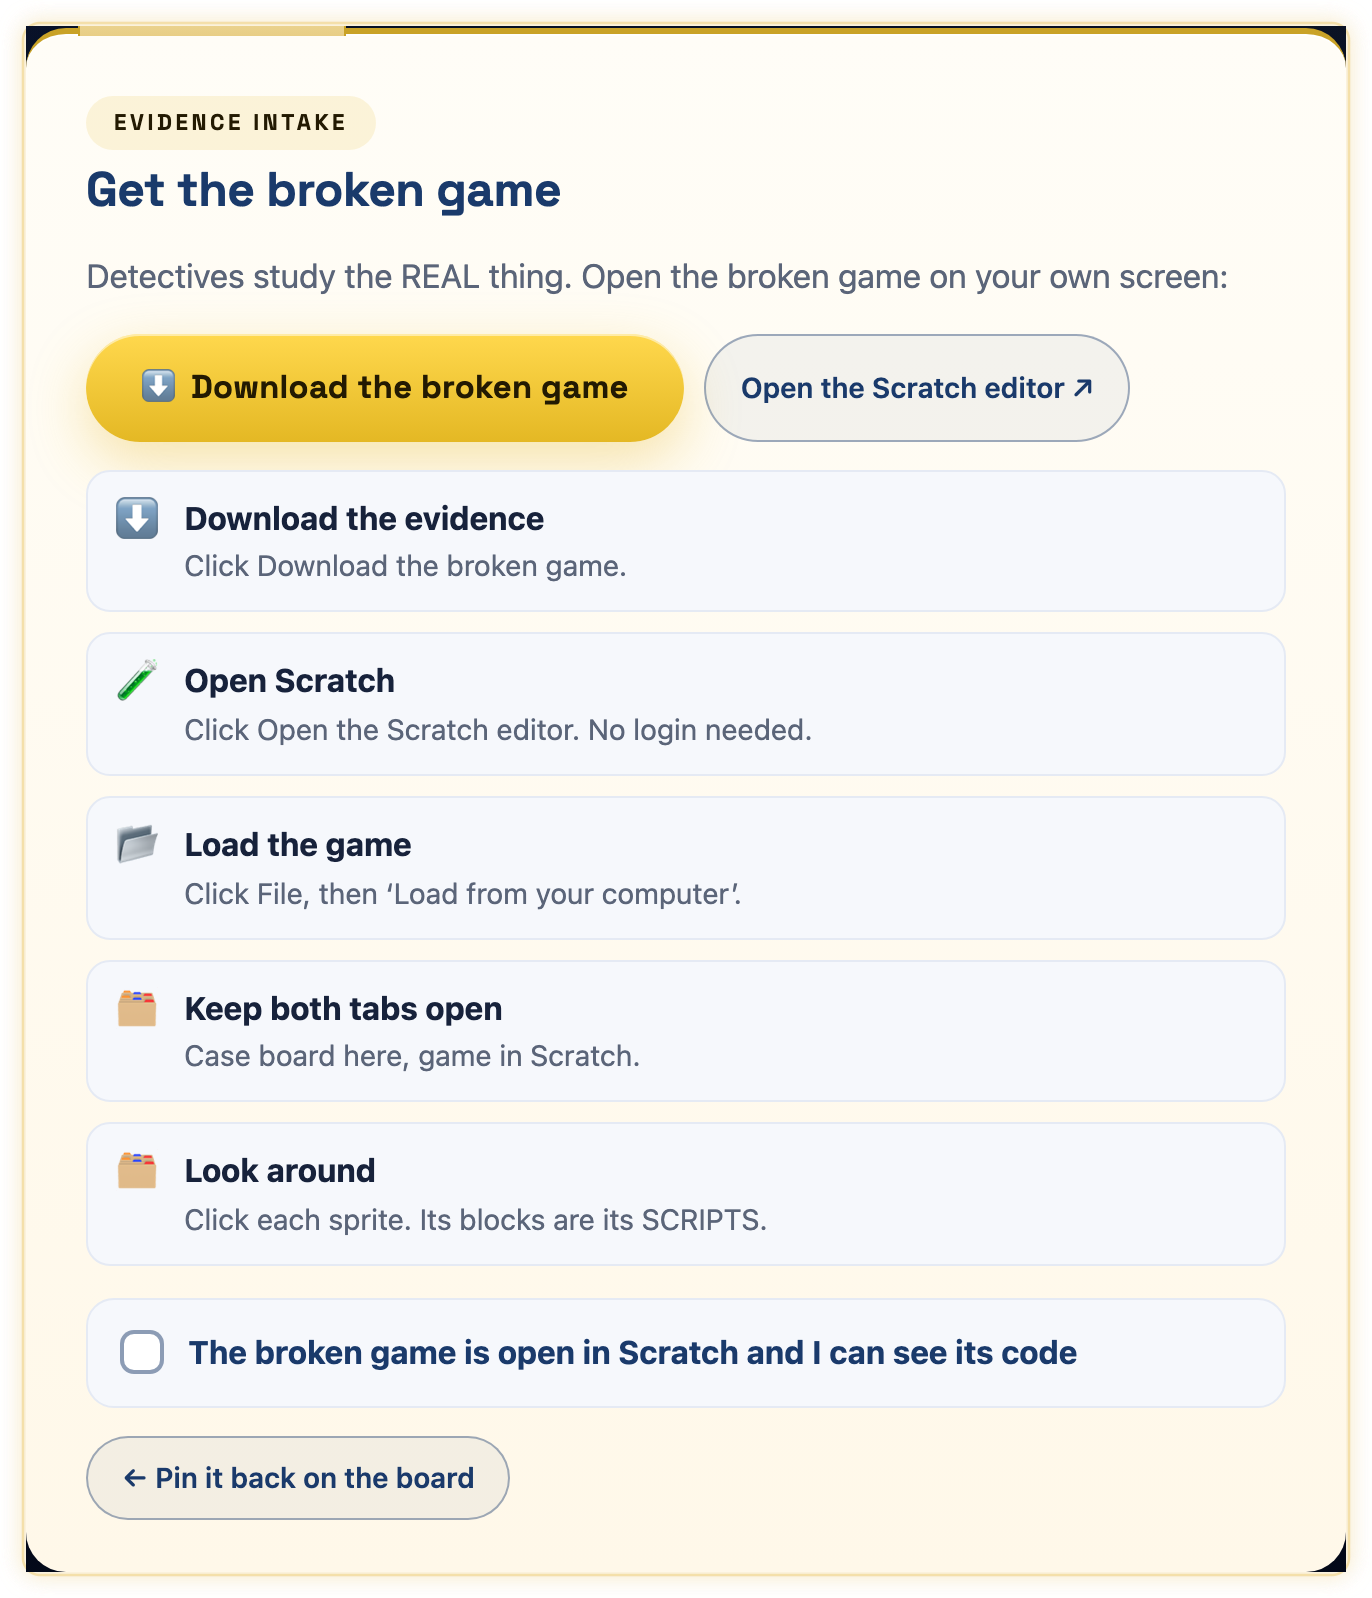 EVIDENCE INTAKE
Get the broken game
Detectives study the REAL thing. Open the broken game on your own screen:
Download the broken game
Open the Scratch editor ↗
Download the evidence
Click Download the broken game.
Open Scratch
Click Open the Scratch editor. No login needed.
Load the game
Click File, then ‘Load from your computer’.
Keep both tabs open
Case board here, game in Scratch.
Look around
Click each sprite. Its blocks are its SCRIPTS.
The broken game is open in Scratch and I can see its code
← Pin it back on the board